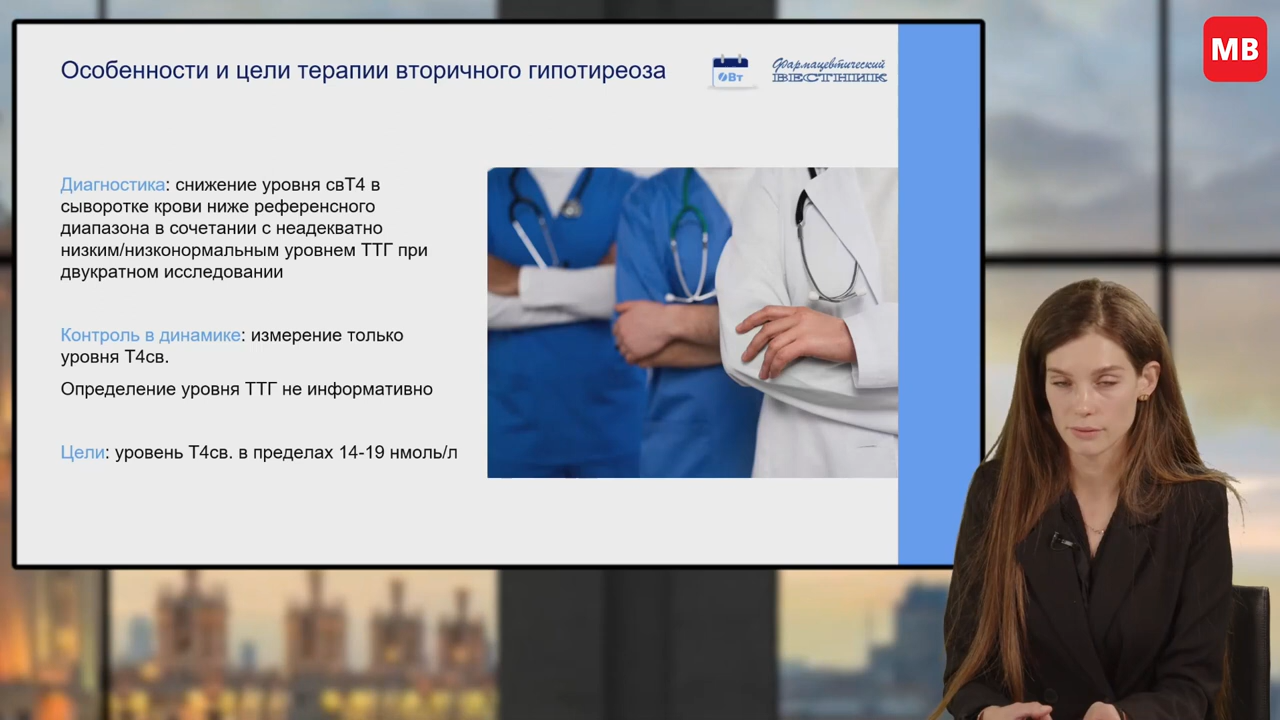 МВ
Особенности и цели терапии вторичного гипотиреоза
Вт
Фармацевтический
ВЕСТНИК
Диагностика: снижение уровня свТ4 в
сыворотке крови ниже референсного
диапазона в сочетании с неадекватно
низким/низконормальным уровнем ТТГ при
двукратном исследовании
Контроль в динамике: измерение только
уровня Т4св.
Определение уровня ТТГ не информативно
Цели: уровень Т4св. в пределах 14-19 нмоль/л